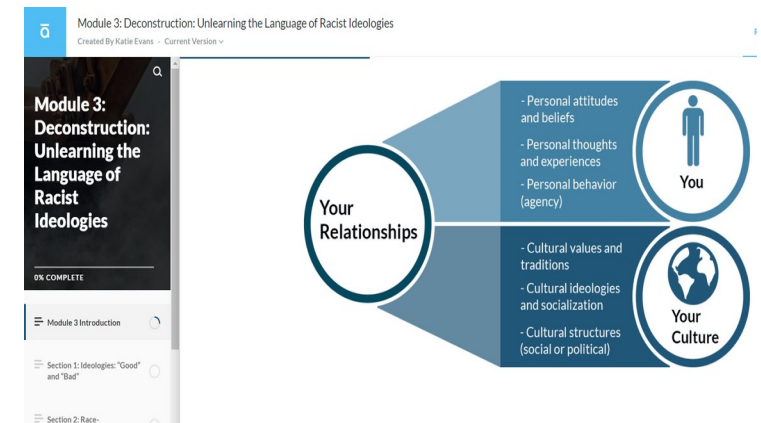 ā
Module 3: Deconstruction: Unlearning the Language of Racist Ideologies
Created By Katie Evans - Current Version
Module 3:
Deconstruction:
Unlearning the
Language of
Racist
Ideologies
0% COMPLETE
Module 3 Introduction
Section 1: Ideologies: "Good"
and "Bad"
Section 2: Race-
Your
Relationships
- Personal attitudes
and beliefs
- Personal thoughts
and experiences
- Personal behavior
(agency)
You
- Cultural values and
traditions
- Cultural ideologies
and socialization
- Cultural structures
(social or political)
Your
Culture